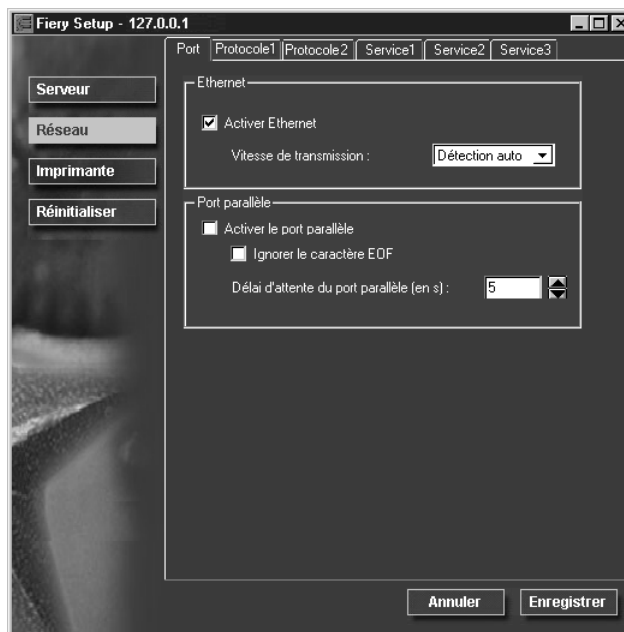 Fiery Setup - 127.0.0.1
Port Protocole1 Protocole2 Service1 Service2 Service3
Serveur
Réseau
Imprimante
Réinitialiser
Ethernet
Activer Ethernet
Vitesse de transmission : Détection auto
Port parallèle
Activer le port parallèle
Ignorer le caractère EOF
Délai d'attente du port parallèle (en s) : 5
Annuler Enregistrer